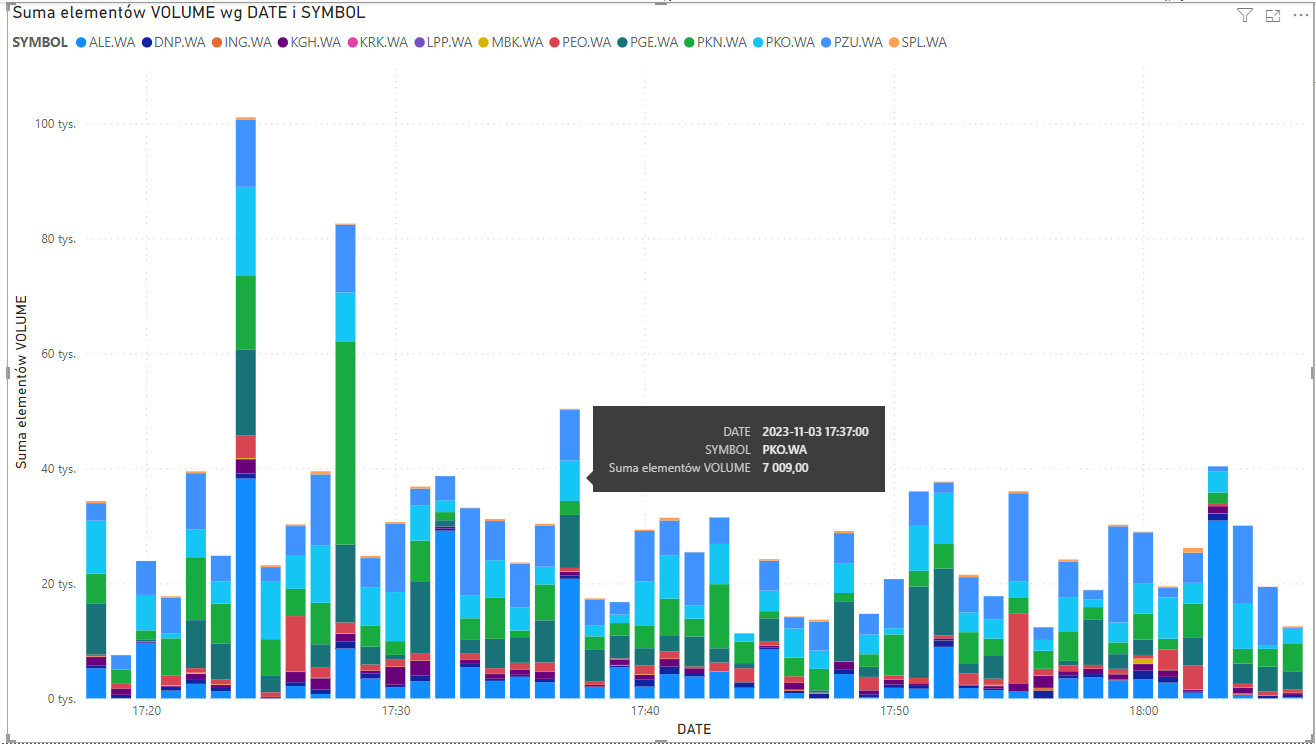 Suma elementów VOLUME wg DATE i SYMBOL
SYMBOL ALE.WA DNP.WA ING.WA KGH.WA KRK.WA LPP.WA MBK.WA PEO.WA PGE.WA PKN.WA PKO.WA PZU.WA SPL.WA
Suma elementów VOLUME
100 tys.
80 tys.
60 tys.
40 tys.
20 tys.
0 tys.
DATE 2023-11-03 17:37:00
SYMBOL PKO.WA
Suma elementów VOLUME 7 009,00
17:20 17:30 17:40 17:50 18:00
DATE